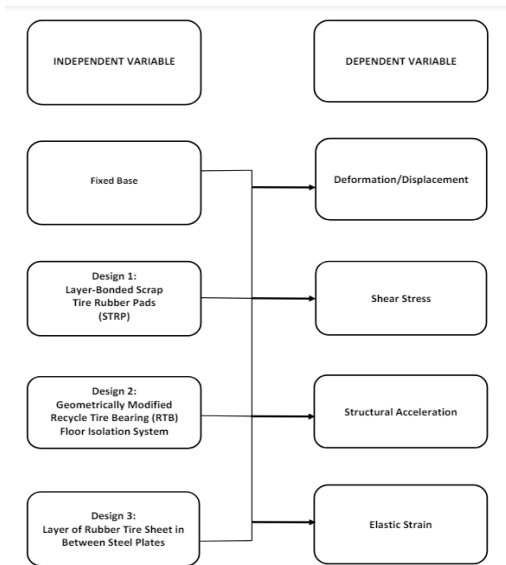 INDEPENDENT VARIABLE
DEPENDENT VARIABLE
Fixed Base
Deformation/Displacement
Design 1:
Layer-Bonded Scrap
Tire Rubber Pads
(STRP)
Shear Stress
Design 2:
Geometrically Modified
Recycle Tire Bearing (RTB)
Floor Isolation System
Structural Acceleration
Design 3:
Layer of Rubber Tire Sheet in
Between Steel Plates
Elastic Strain